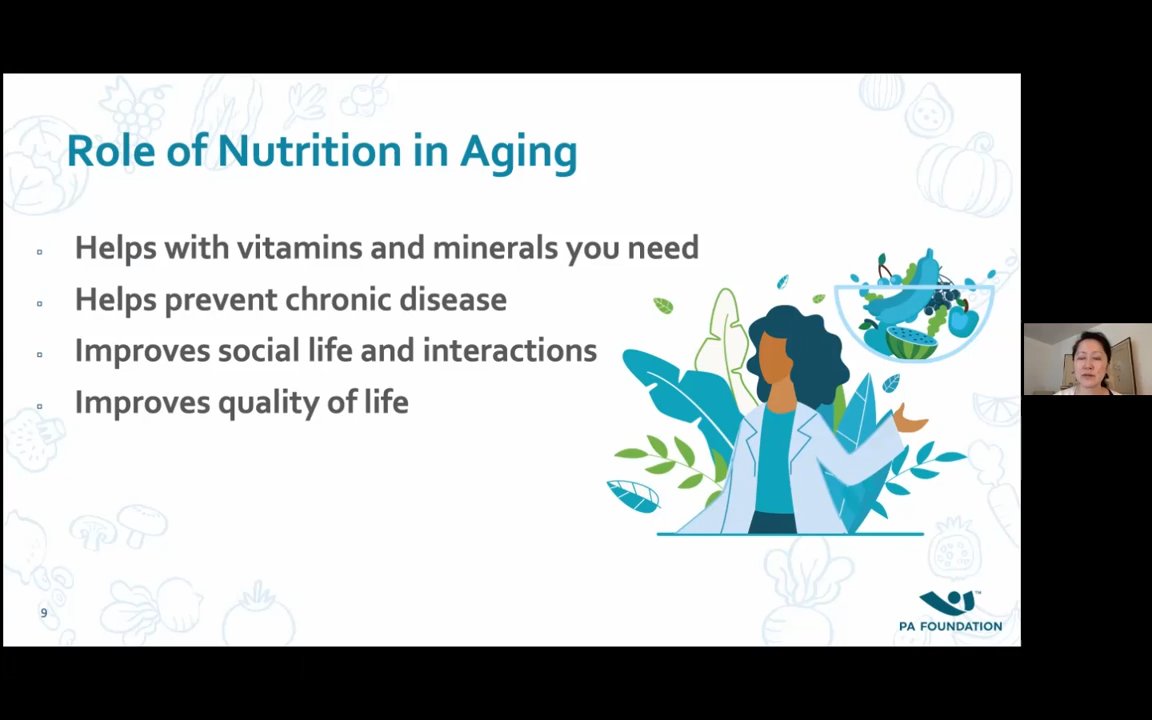 Role of Nutrition in Aging
Helps with vitamins and minerals you need
Helps prevent chronic disease
Improves social life and interactions
Improves quality of life
9
PA FOUNDATION™